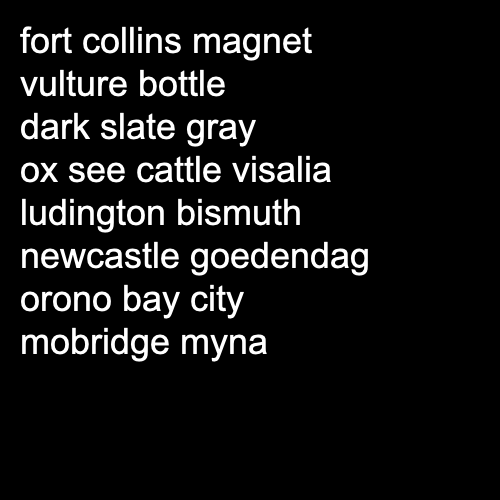 fort collins magnet
vulture bottle
dark slate gray
ox see cattle visalia
ludington bismuth
newcastle goedendag
orono bay city
mobridge myna